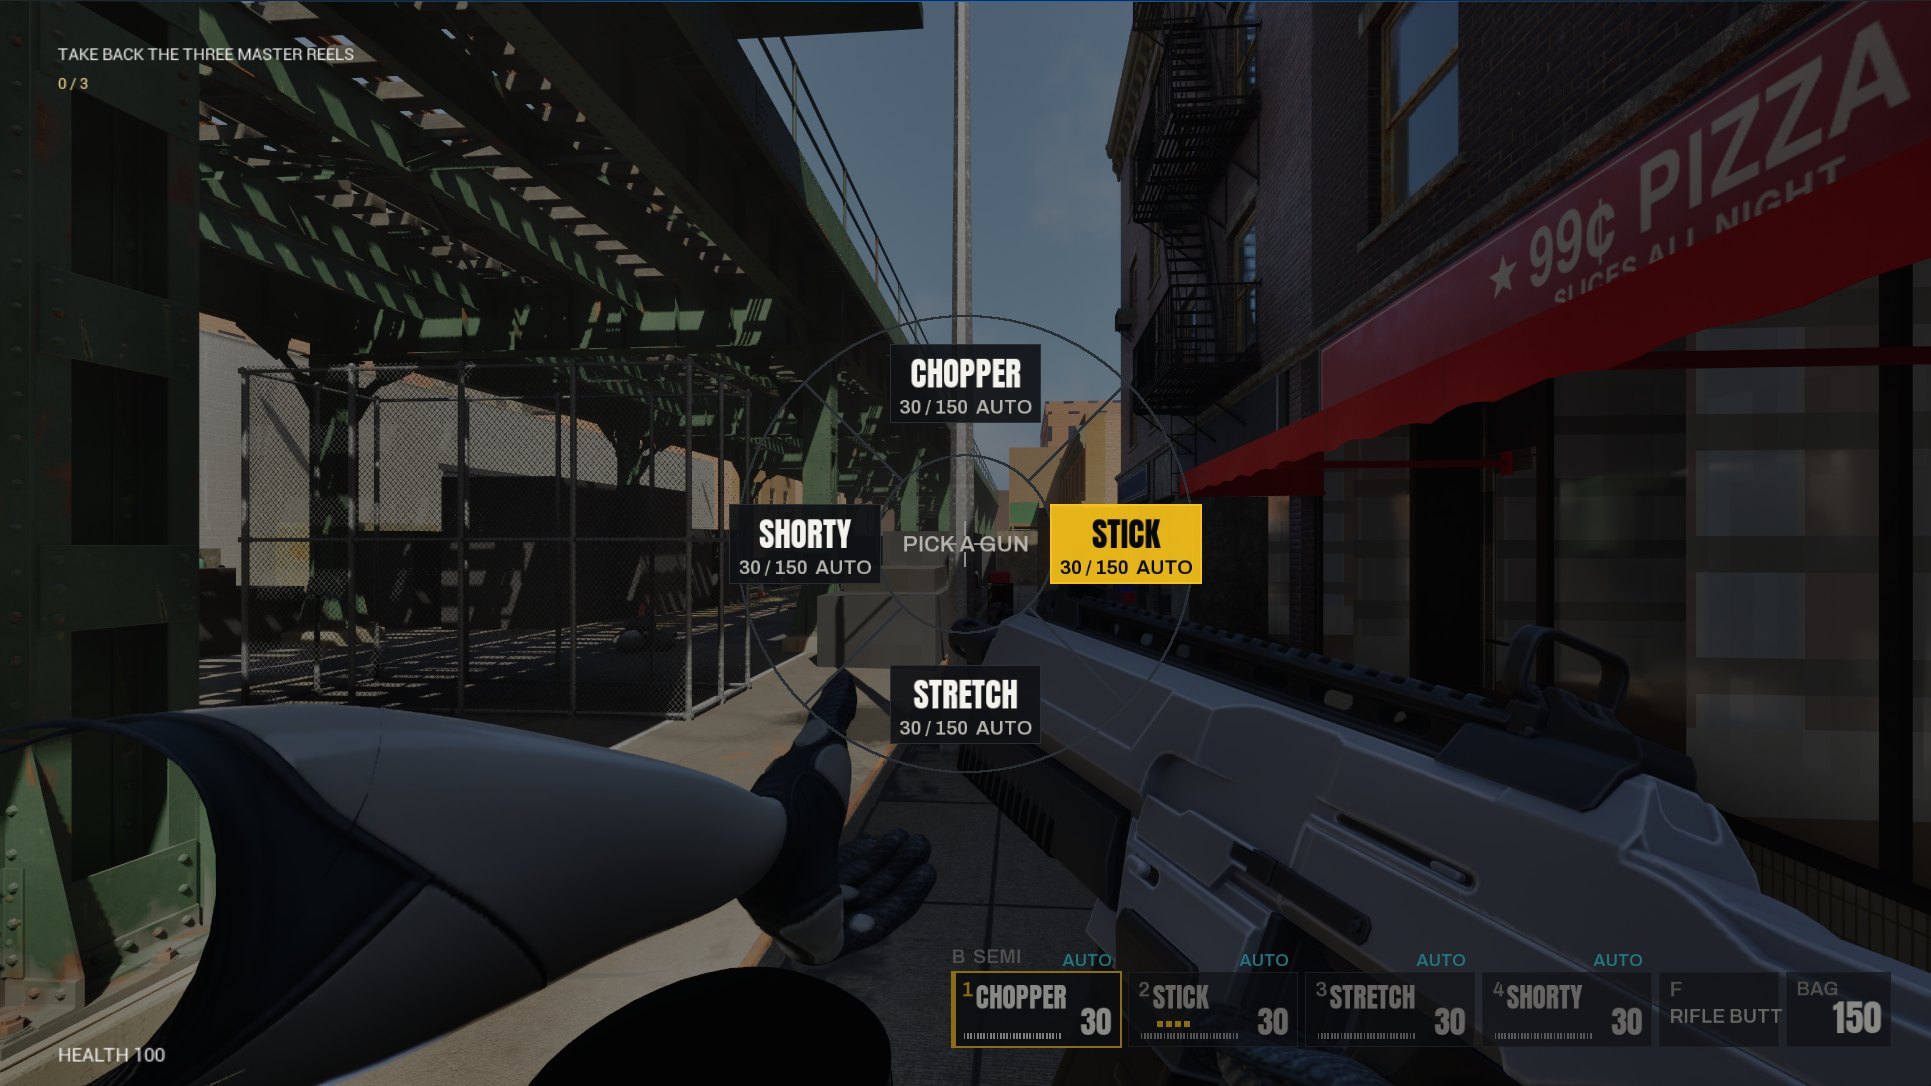 TAKE BACK THE THREE MASTER REELS
0 / 3
★ 99¢ PIZZA
SLICES ALL NIGHT
CHOPPER
30 / 150 AUTO
SHORTY
30 / 150 AUTO
PICK A GUN
STICK
30 / 150 AUTO
STRETCH
30 / 150 AUTO
B SEMI
AUTO
AUTO
AUTO
AUTO
1 CHOPPER 30
2 STICK 30
3 STRETCH 30
4 SHORTY 30
F
RIFLE BUTT
BAG
150
HEALTH 100